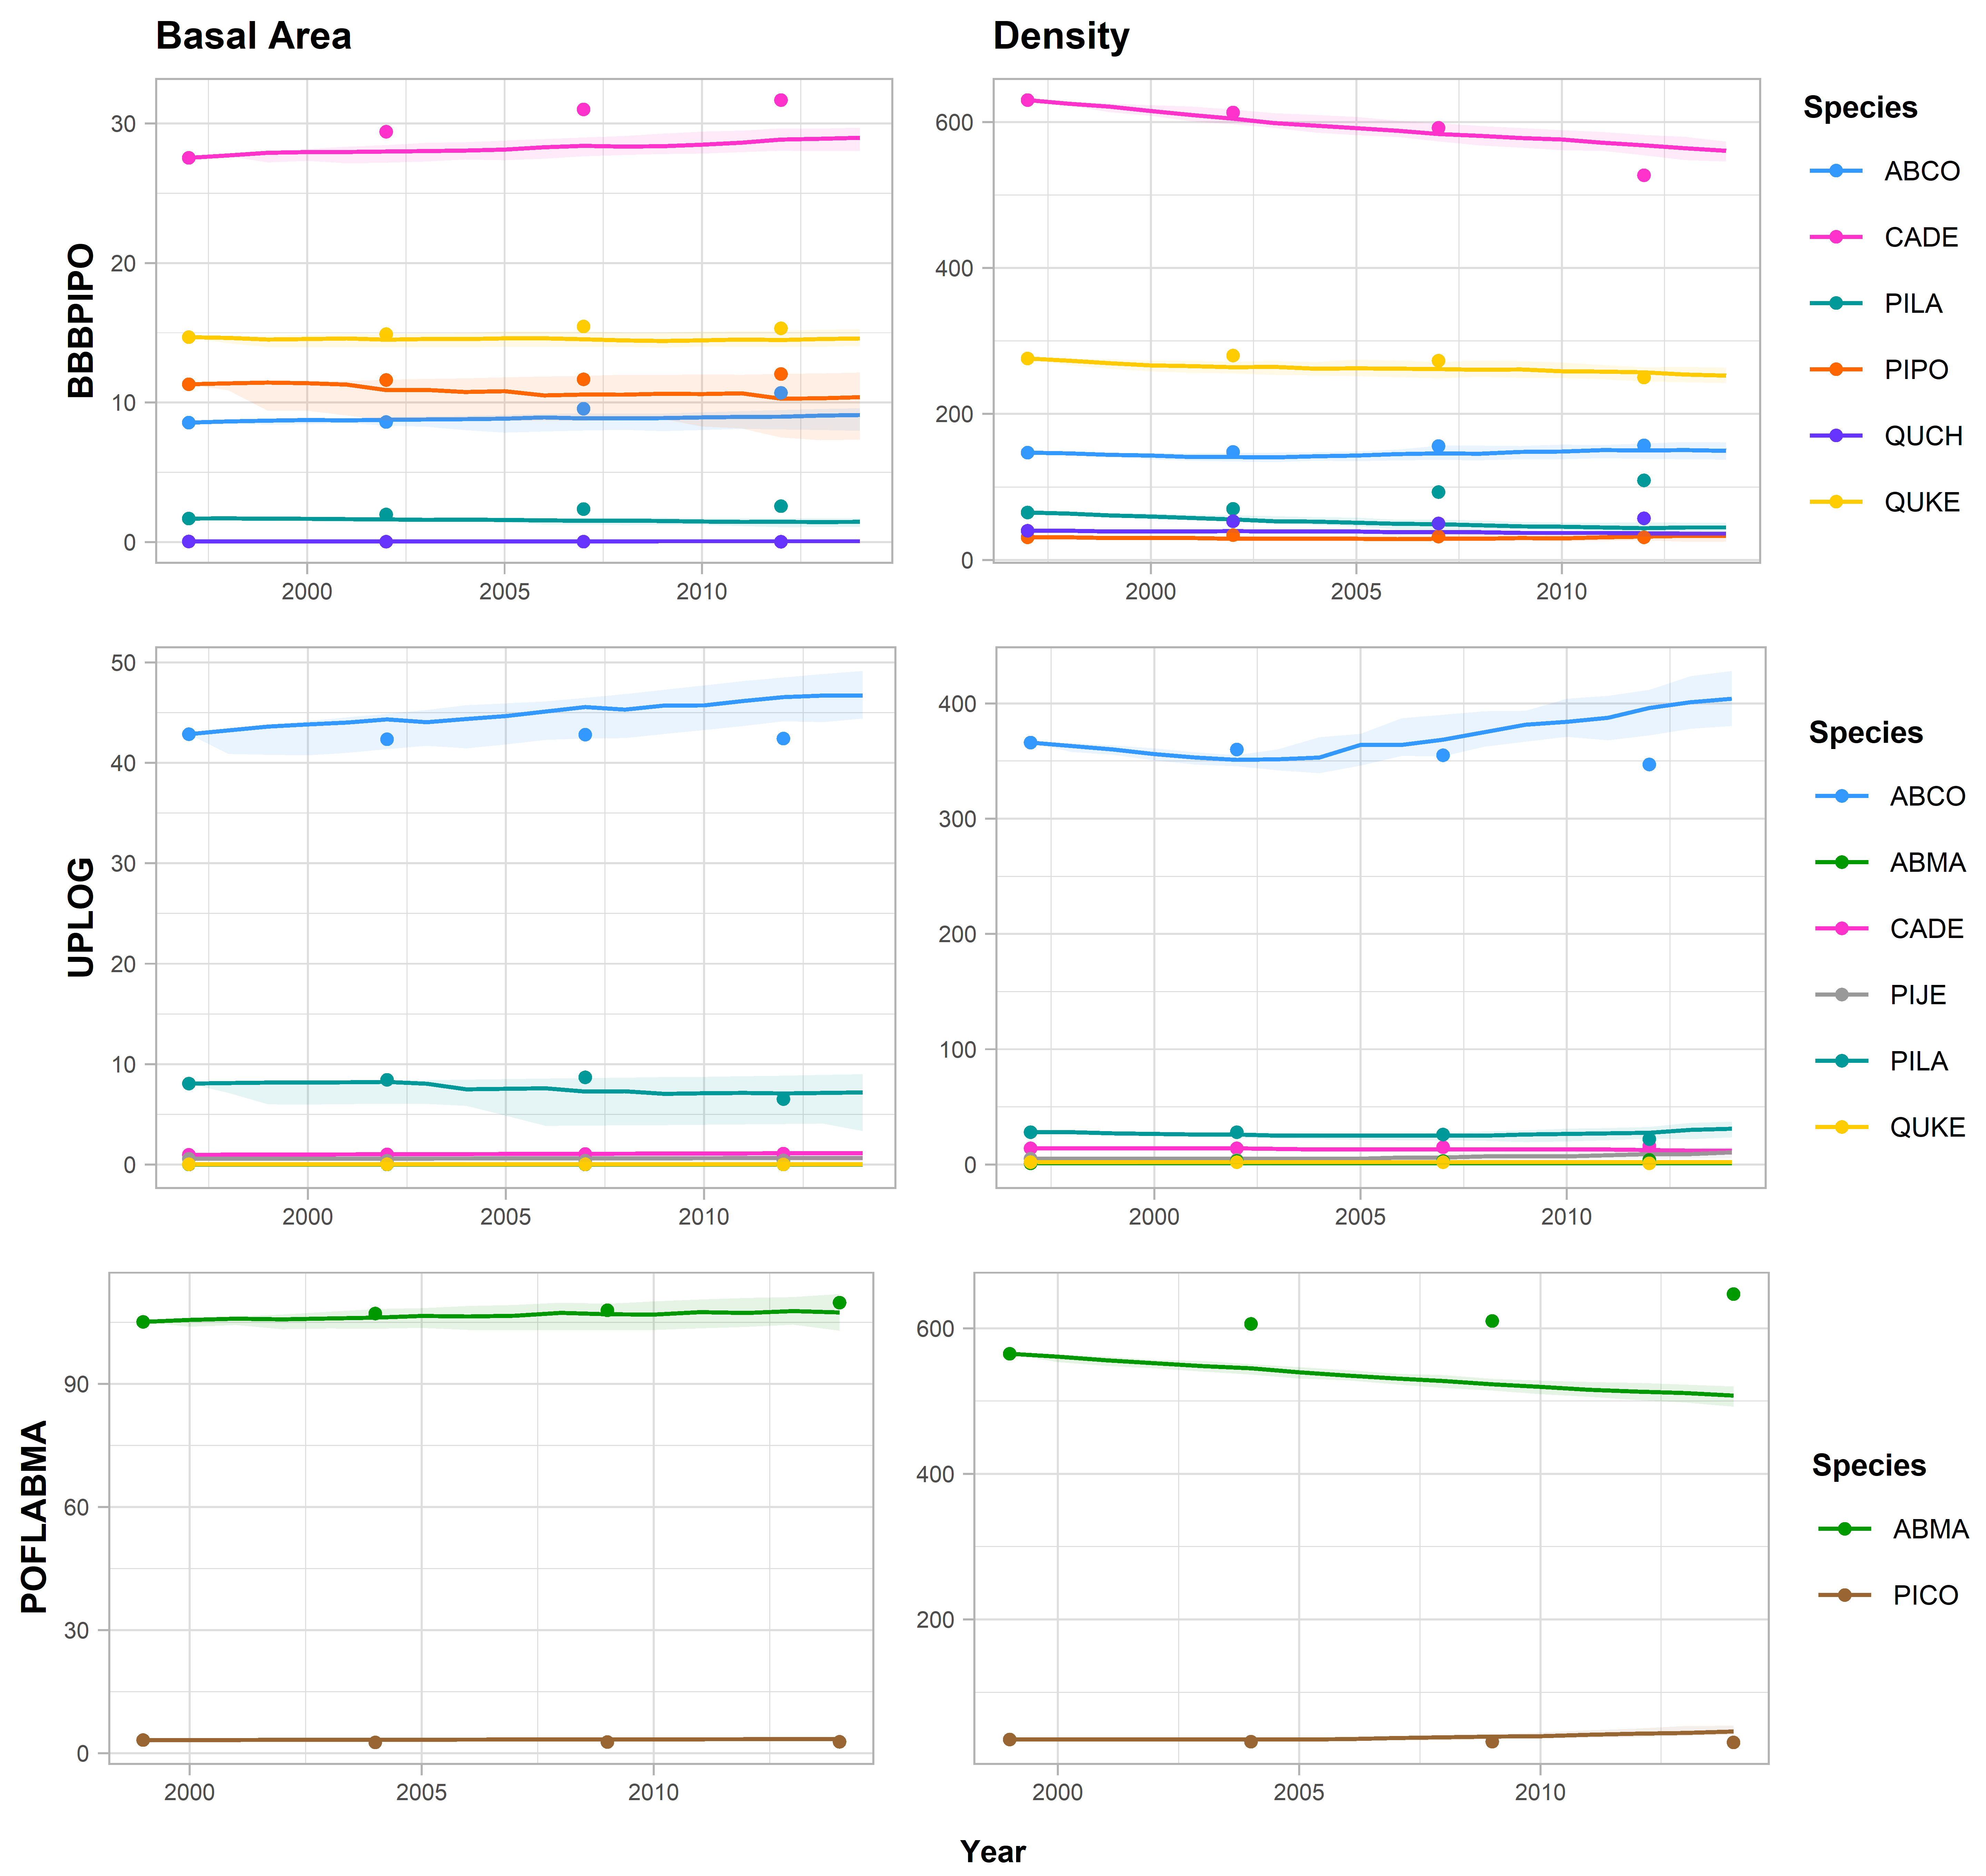 Basal Area
Density
BBBPIPO
30
20
10
0
2000 2005 2010
600
400
200
0
2000 2005 2010
Species
ABCO
CADE
PILA
PIPO
QUCH
QUKE
UPLOG
50
40
30
20
10
0
2000 2005 2010
400
300
200
100
0
2000 2005 2010
Species
ABCO
ABMA
CADE
PIJE
PILA
QUKE
POFLABMA
90
60
30
0
2000 2005 2010
600
400
200
2000 2005 2010
Species
ABMA
PICO
Year